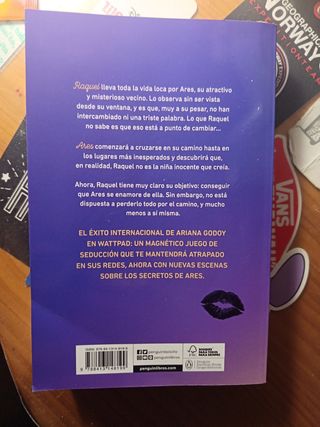 GEOGRAPHIC
NORWAY
Raquel lleva toda la vida loca por Ares, su atractivo
y misterioso vecino. Lo observa sin ser vista
desde su ventana, y es que, muy a su pesar, no han
intercambiado ni una triste palabra. Lo que Raquel
no sabe es que eso está a punto de cambiar...
Ares comenzará a cruzarse en su camino hasta en
los lugares más inesperados y descubrirá que,
en realidad, Raquel no es la niña inocente que creía.
Ahora, Raquel tiene muy claro su objetivo: conseguir
que Ares se enamore de ella. Sin embargo, no está
dispuesta a perderlo todo por el camino, y mucho
menos a sí misma.
EL ÉXITO INTERNACIONAL DE ARIANA GODOY
EN WATTPAD: UN MAGNÉTICO JUEGO DE
SEDUCCIÓN QUE TE MANTENDRÁ ATRAPADO
EN SUS REDES, AHORA CON NUEVAS ESCENAS
SOBRE LOS SECRETOS DE ARES.
VANS
penguinlibros.com